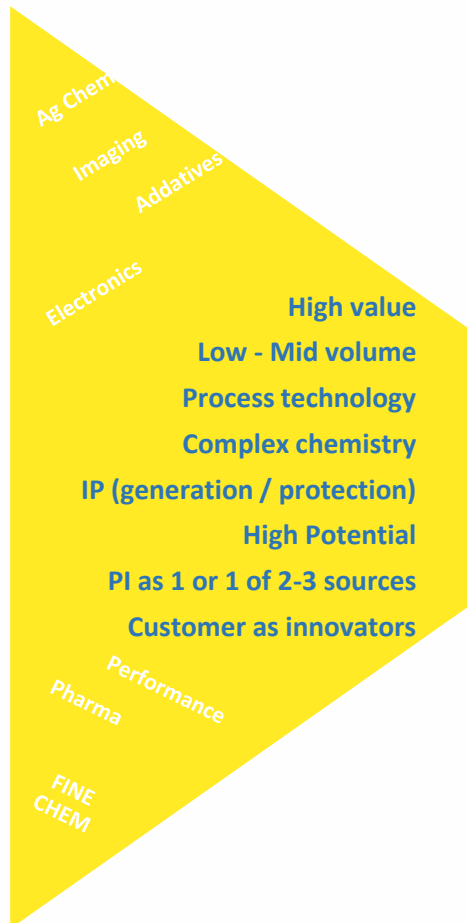 Ag Chem
Imaging
Addatives
Electronics
High value
Low - Mid volume
Process technology
Complex chemistry
IP (generation / protection)
High Potential
PI as 1 or 1 of 2-3 sources
Customer as innovators
Performance
Pharma
FINE
CHEM